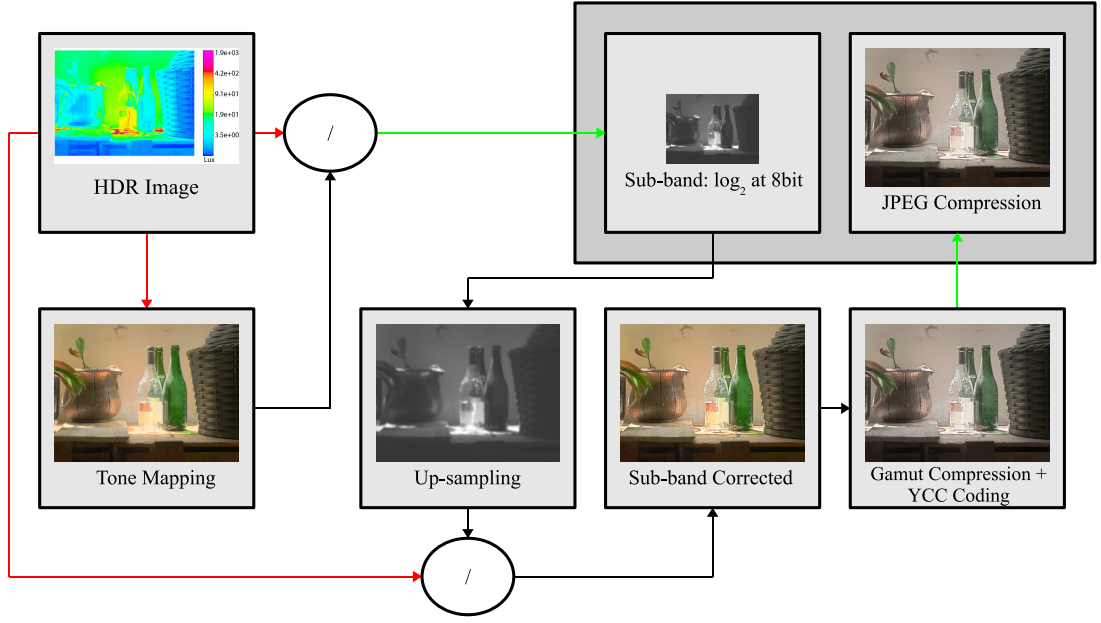 1.9e+03
4.2e+02
9.1e+01
1.9e+01
3.5e+00
Lux
HDR Image
/
Sub-band: log2 at 8bit
JPEG Compression
Tone Mapping
Up-sampling
Sub-band Corrected
Gamut Compression +
YCC Coding
/